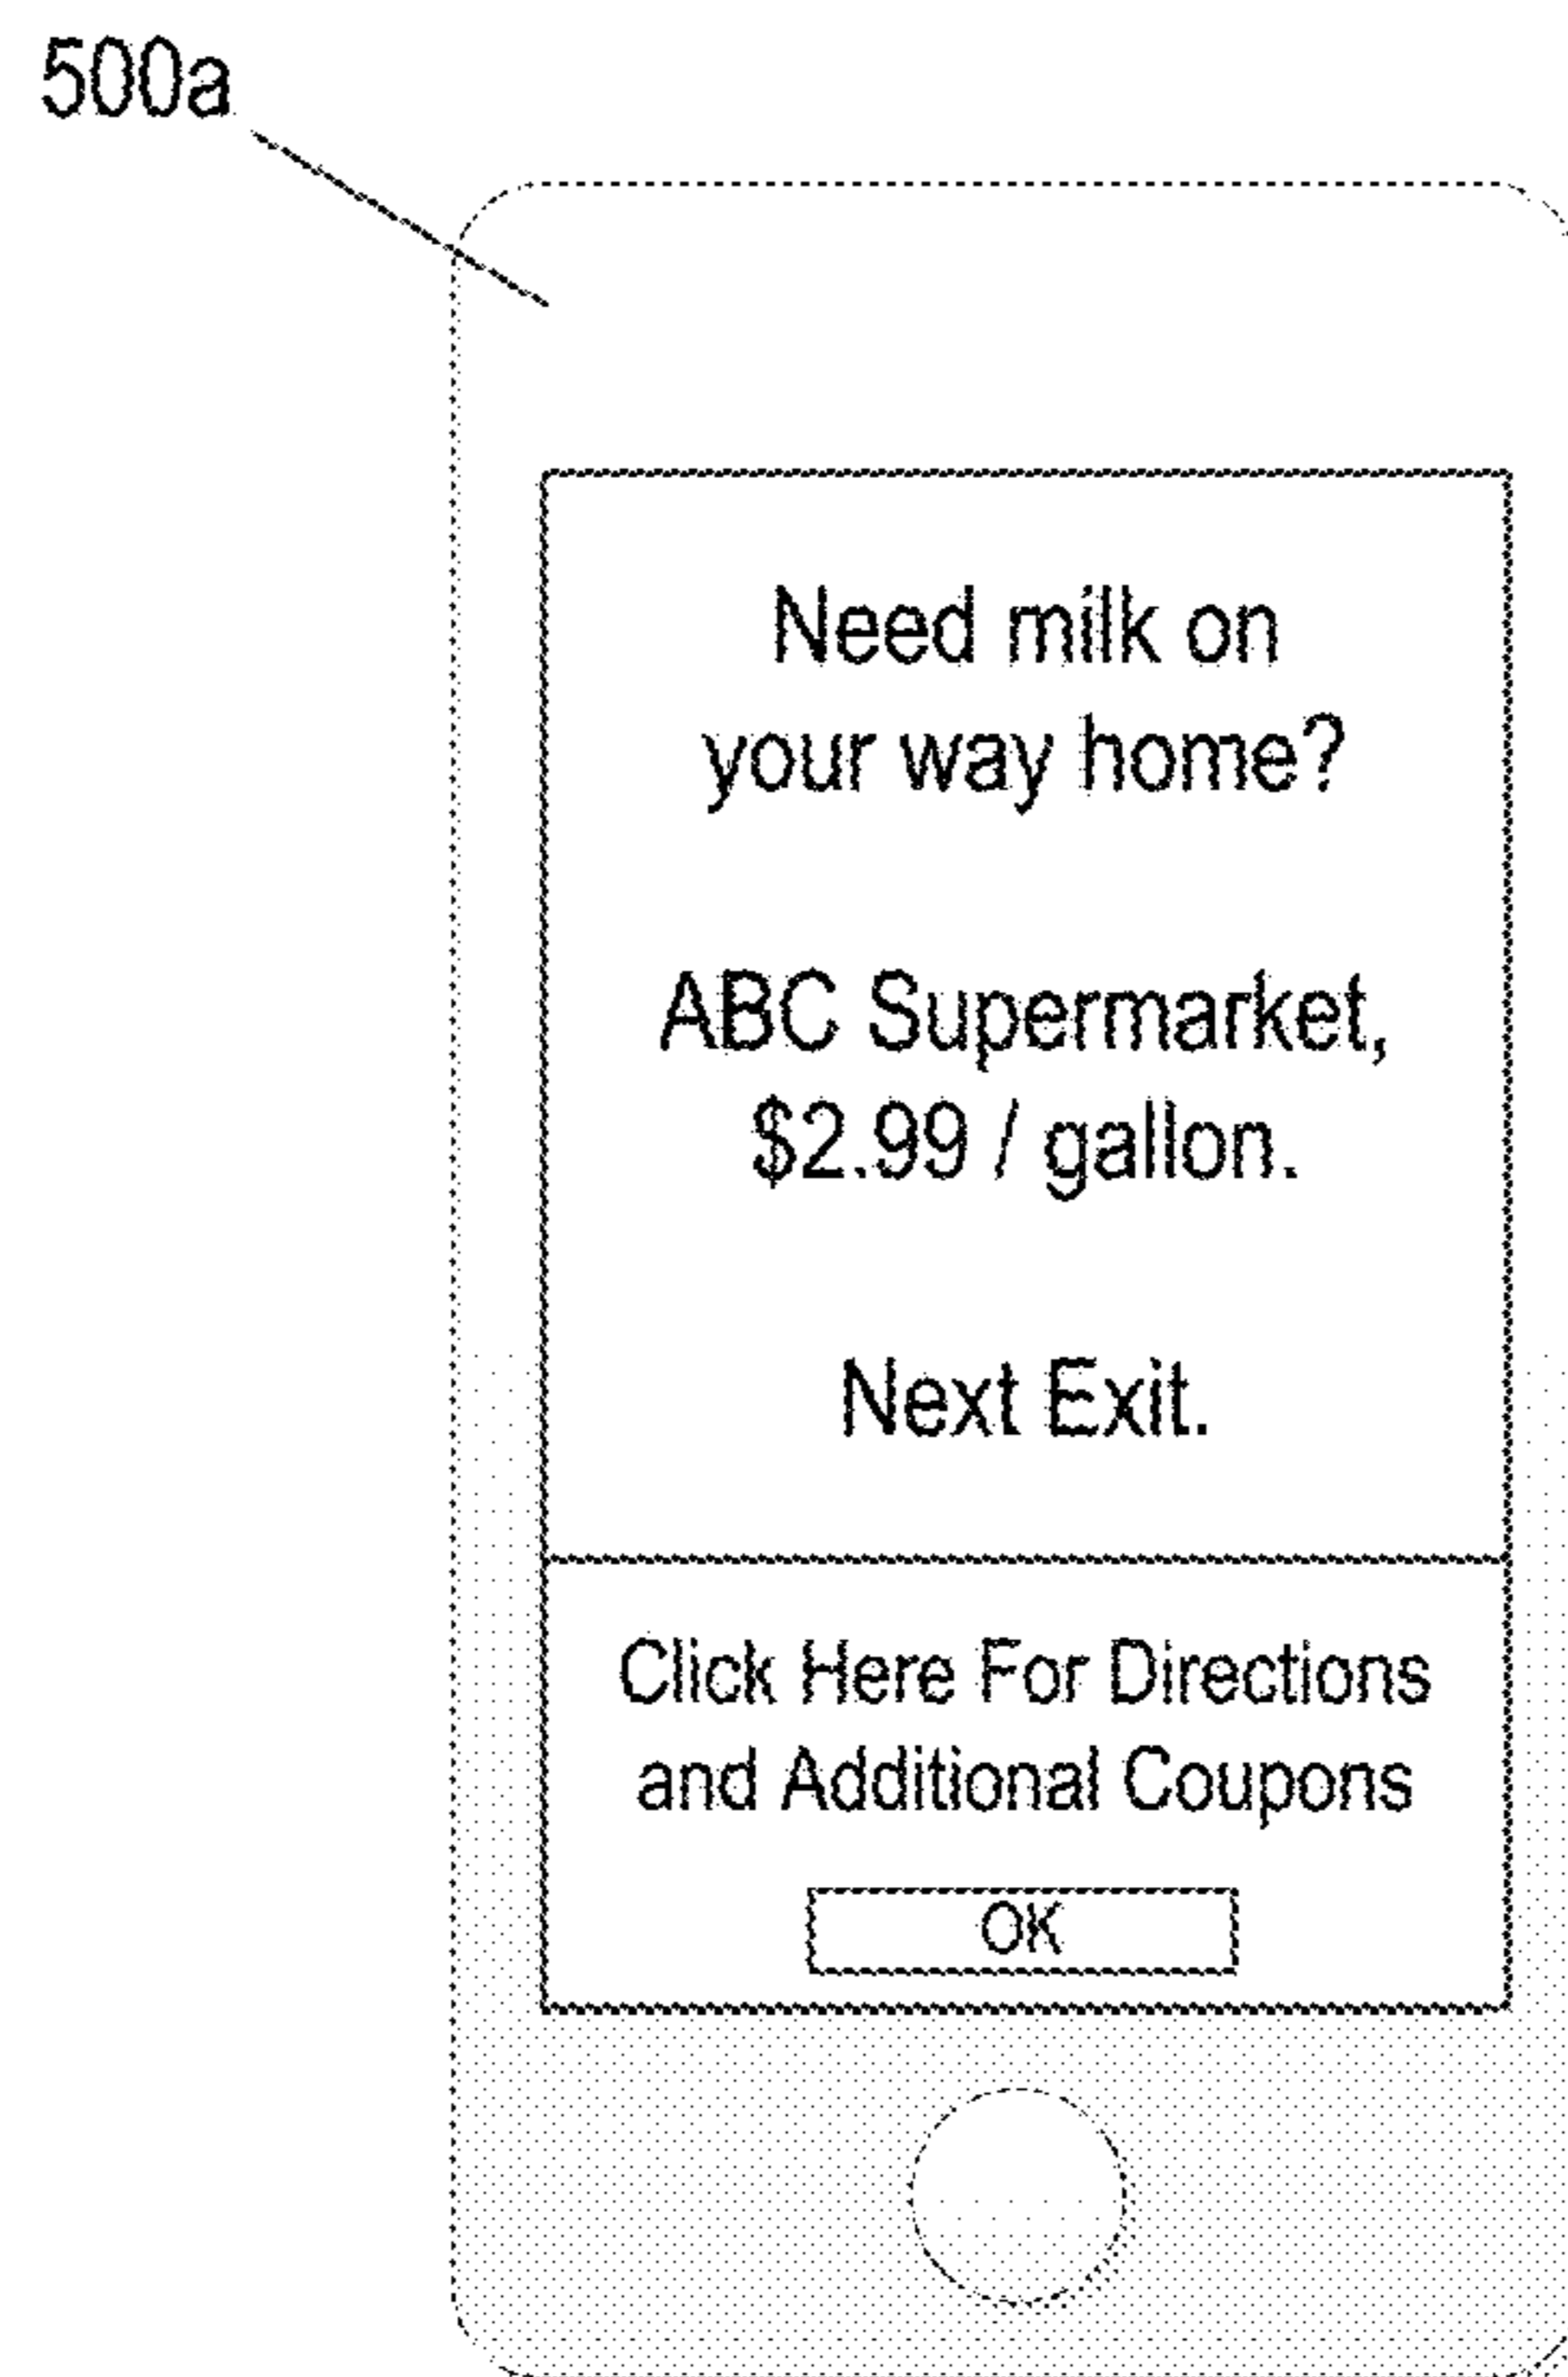 500a
Need milk on
your way home?
ABC Supermarket,
$2.99 / gallon.
Next Exit.
Click Here For Directions
and Additional Coupons
OK